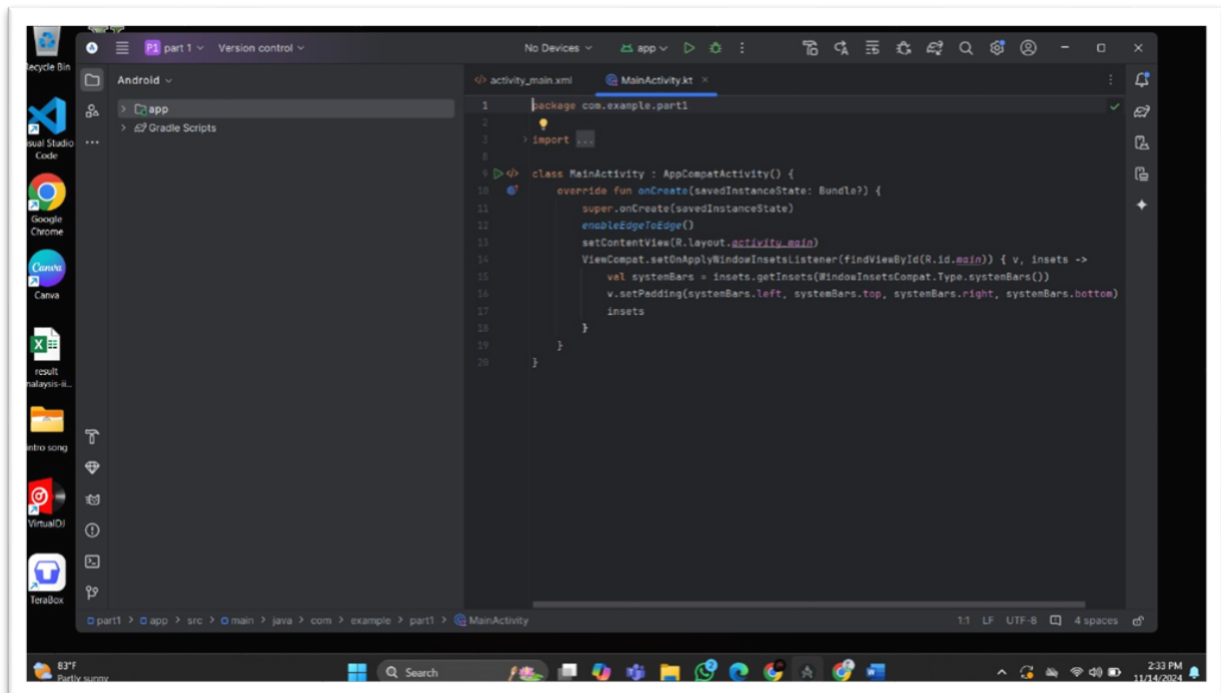 Recycle Bin
part 1
Version control
No Devices
app
P1
Android
activity_main.xml
MainActivity.kt
app
Gradle Scripts
1 package com.example.part1
2
3 import ...
8
9 class MainActivity : AppCompatActivity() {
10 override fun onCreate(savedInstanceState: Bundle?) {
11 super.onCreate(savedInstanceState)
12 enableEdgeToEdge()
13 setContentView(R.layout.activity_main)
14 ViewCompat.setOnApplyWindowInsetsListener(findViewById(R.id.main)) { v, insets ->
15 val systemBars = insets.getInsets(WindowInsetsCompat.Type.systemBars())
16 v.setPadding(systemBars.left, systemBars.top, systemBars.right, systemBars.bottom)
17 insets
18 }
19 }
20 }
isual Studio
Code
Google
Chrome
Canva
Canva
result
malaysis-ii...
intro song
VirtualDJ
TeraBox
part1 > app > src > main > java > com > example > part1 > MainActivity
1:1 LF UTF-8 4 spaces
83°F
Partly sunny
Search
2:33 PM
11/14/2024